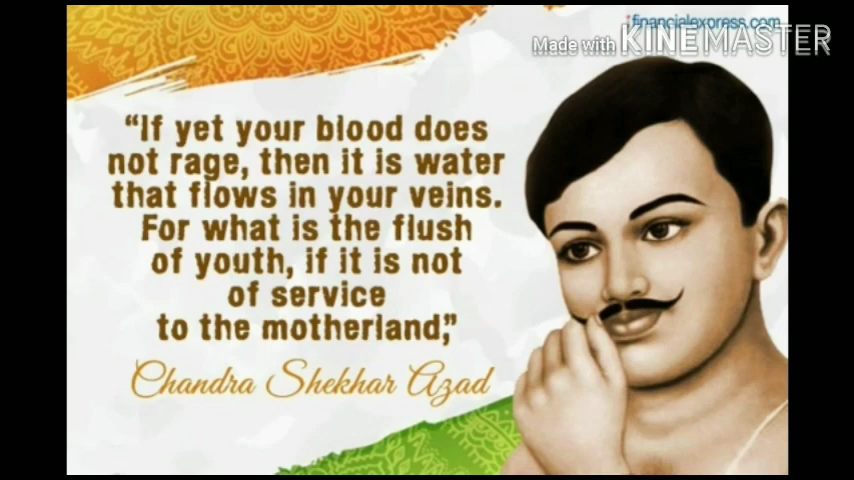 financialexpress.com
Made with KINEMASTER
“If yet your blood does
not rage, then it is water
that flows in your veins.
For what is the flush
of youth, if it is not
of service
to the motherland,”
Chandra Shekhar Azad